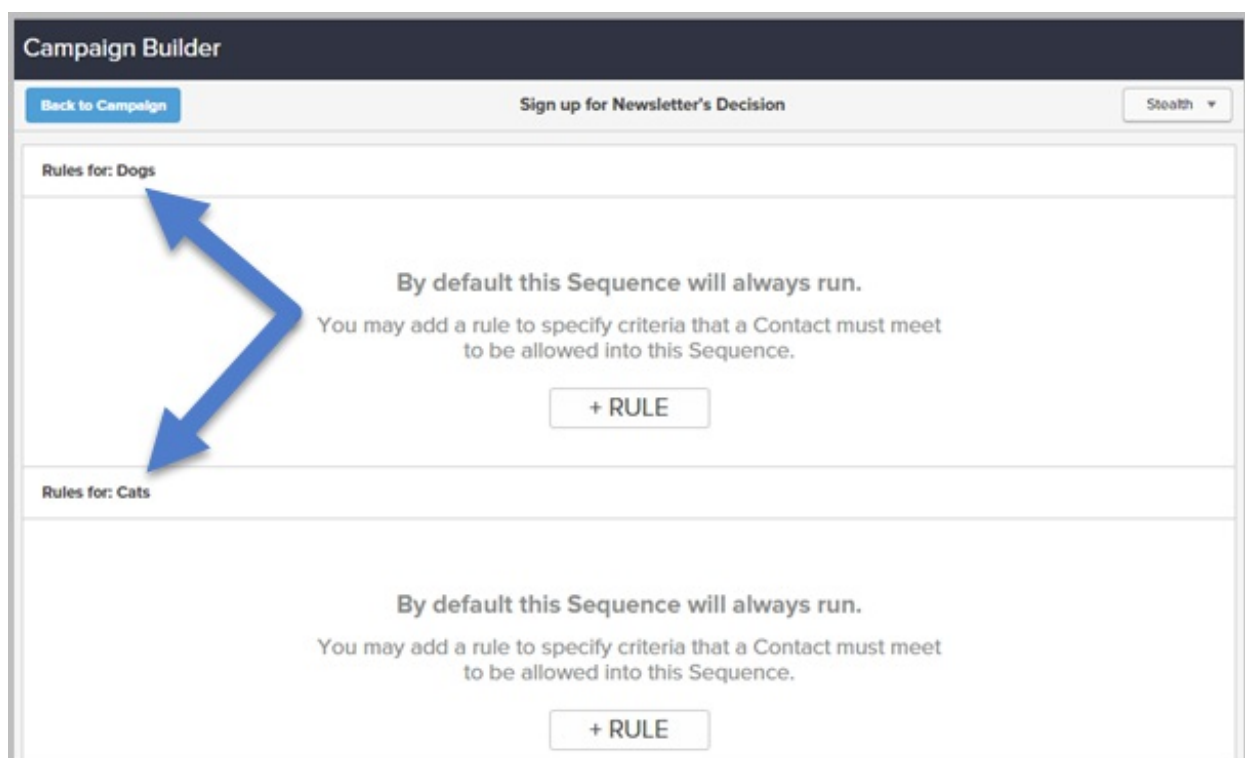 Campaign Builder
Back to Campaign
Sign up for Newsletter's Decision
Stealth
Rules for: Dogs
By default this Sequence will always run.
You may add a rule to specify criteria that a Contact must meet
to be allowed into this Sequence.
+ RULE
Rules for: Cats
By default this Sequence will always run.
You may add a rule to specify criteria that a Contact must meet
to be allowed into this Sequence.
+ RULE